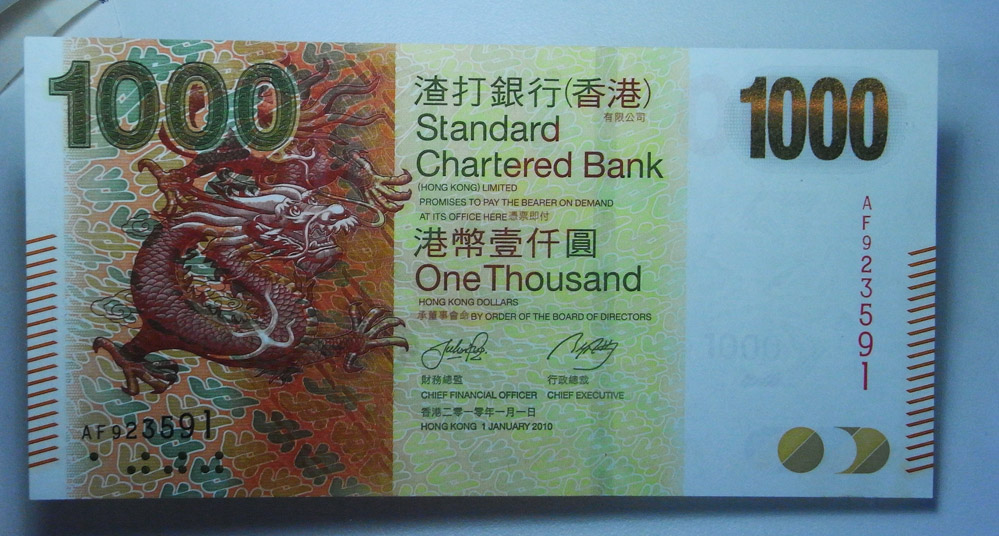 1000
渣打銀行(香港)
有限公司
Standard
Chartered Bank
(HONG KONG) LIMITED
PROMISES TO PAY THE BEARER ON DEMAND
AT ITS OFFICE HERE 憑票即付
港幣壹仟圓
One Thousand
HONG KONG DOLLARS
承董事會命 BY ORDER OF THE BOARD OF DIRECTORS
財務總監 行政總裁
CHIEF FINANCIAL OFFICER CHIEF EXECUTIVE
香港二零一零年一月一日
HONG KONG 1 JANUARY 2010
AF923591
1000
AF923591